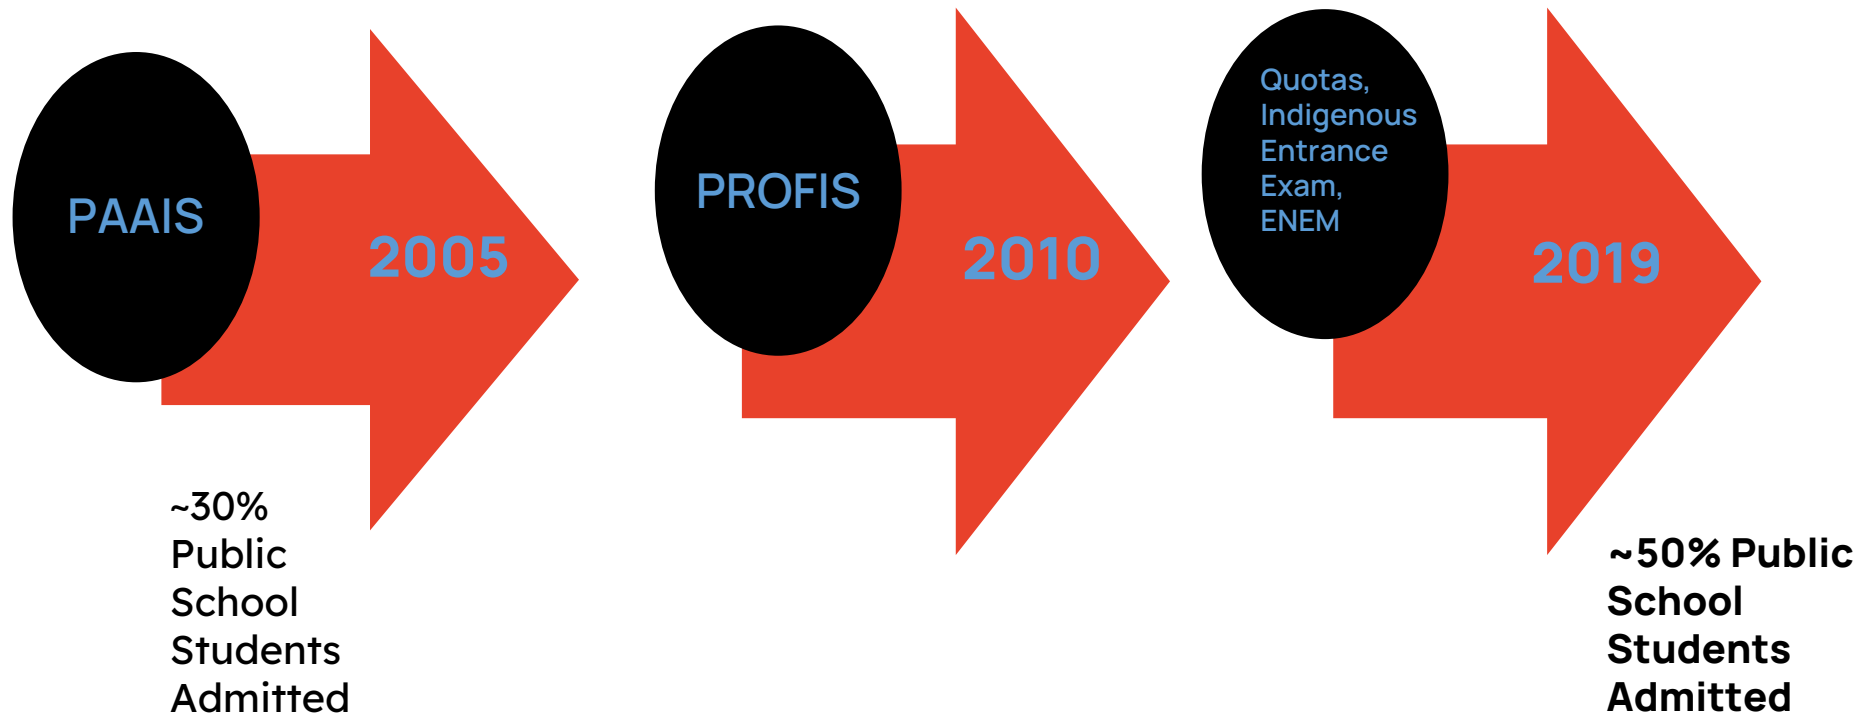 PAAIS
2005
~30%
Public
School
Students
Admitted
PROFIS
2010
Quotas,
Indigenous
Entrance
Exam,
ENEM
2019
~50% Public
School
Students
Admitted